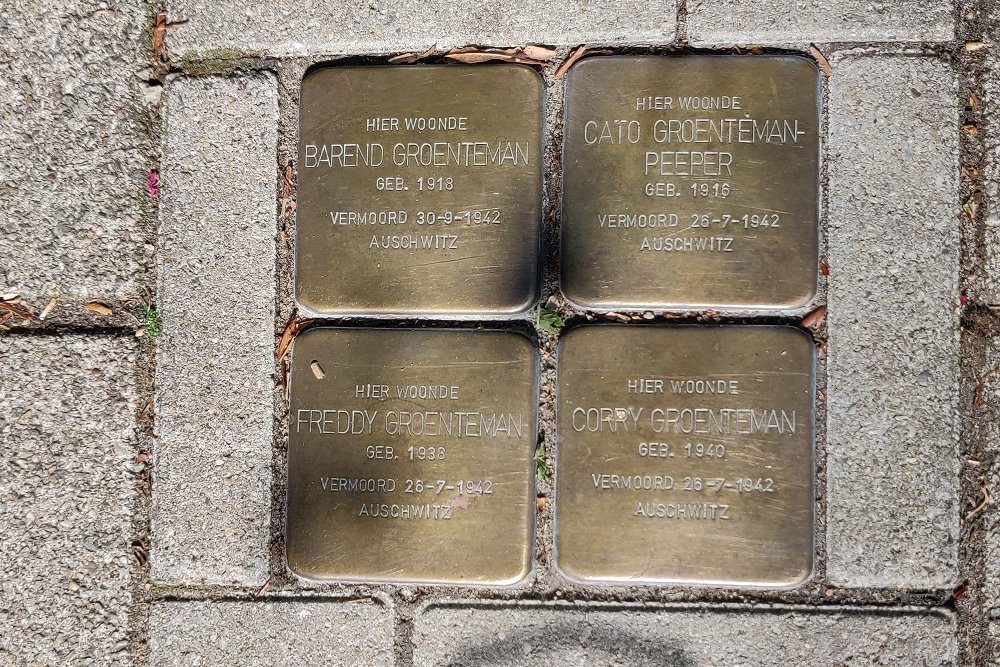 HIER WOONDE
BAREND GROENTEMAN
GEB. 1918
VERMOORD 30-9-1942
AUSCHWITZ
HIER WOONDE
CATO GROENTEMAN-
PEEPER
GEB. 1916
VERMOORD 26-7-1942
AUSCHWITZ
HIER WOONDE
FREDDY GROENTEMAN
GEB. 1938
VERMOORD 26-7-1942
AUSCHWITZ
HIER WOONDE
CORRY GROENTEMAN
GEB. 1940
VERMOORD 26-7-1942
AUSCHWITZ